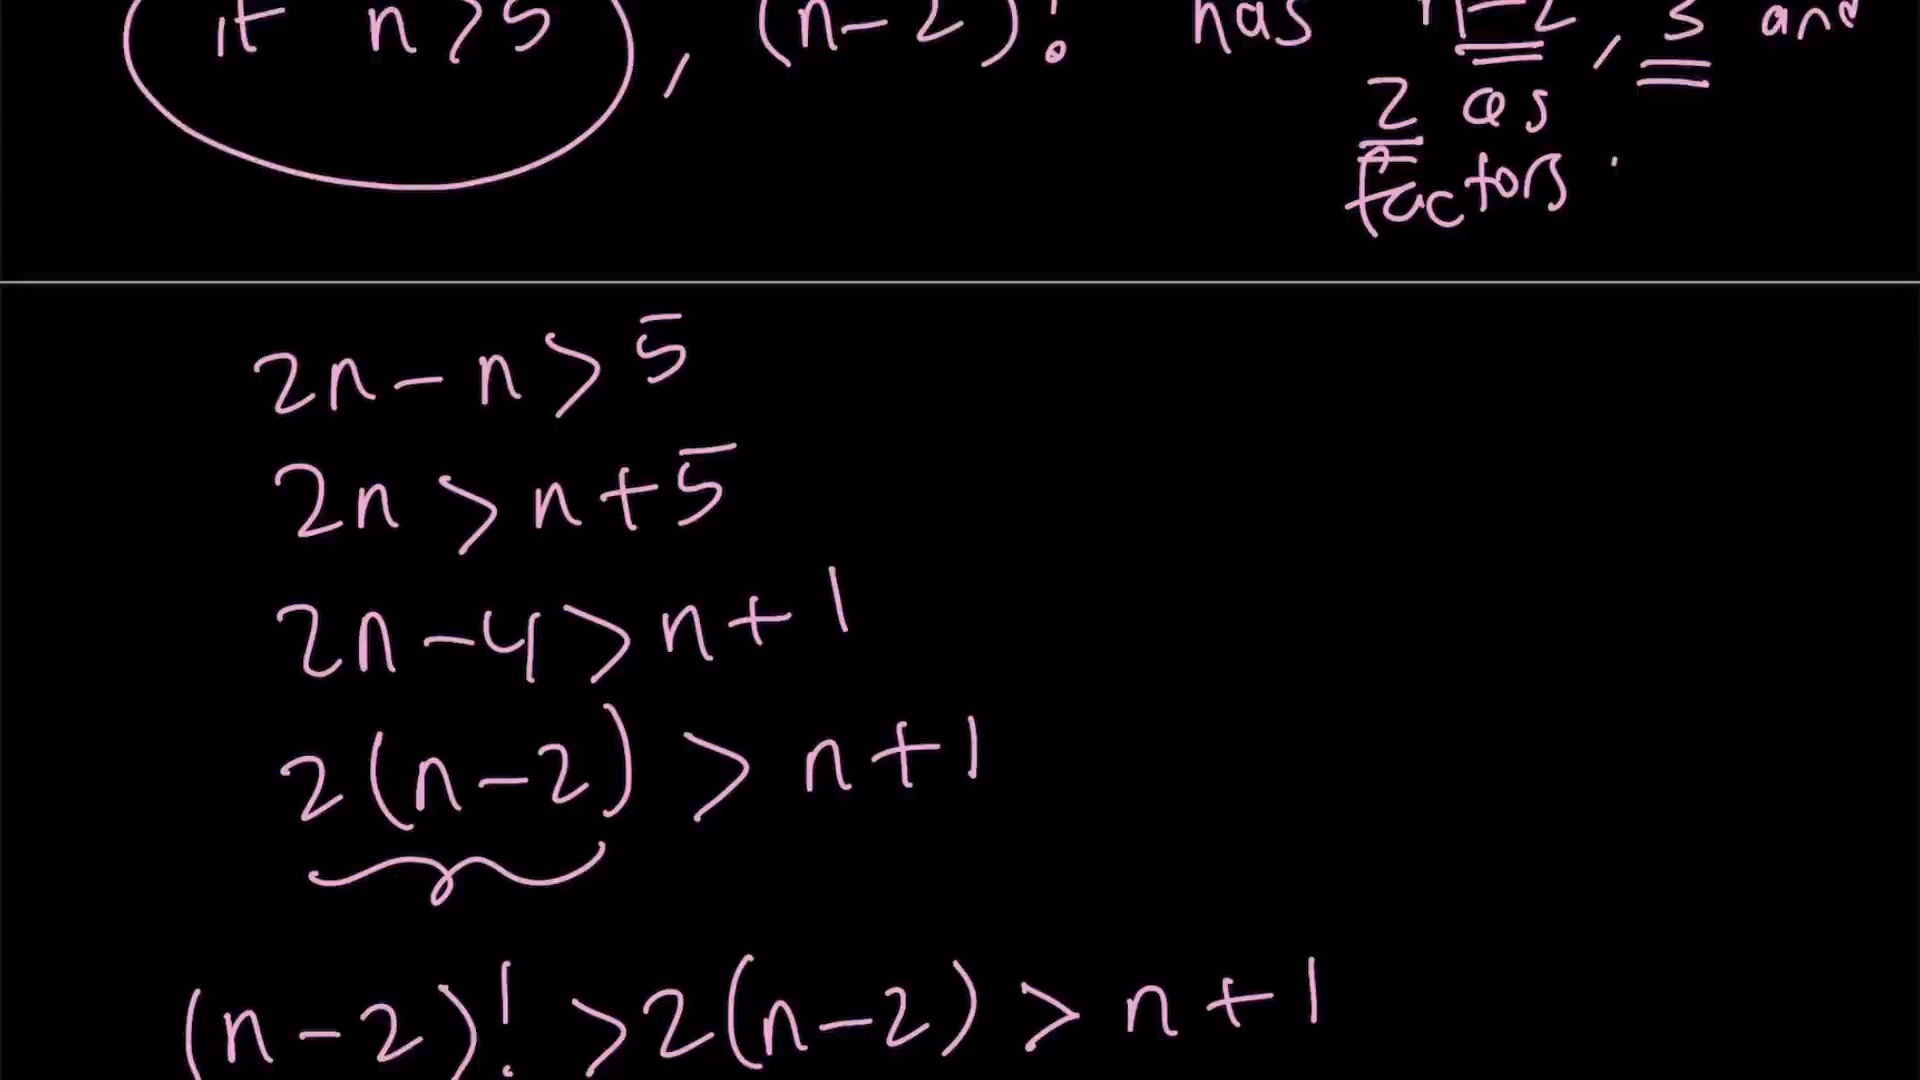 if n>5, (n-2)! has n-2, 3 and
2 as
factors.
2n-n>5
2n>n+5
2n-4>n+1
2(n-2)>n+1
(n-2)!>2(n-2)>n+1